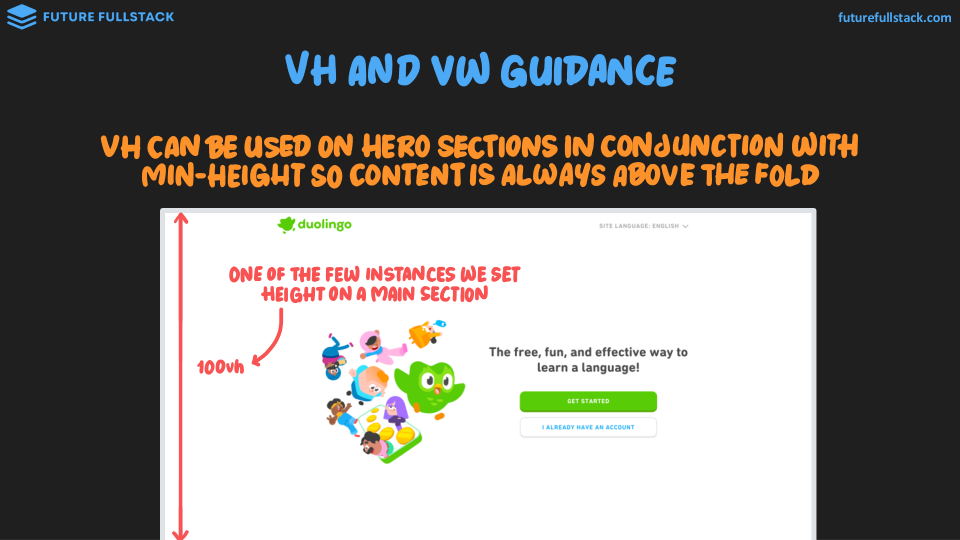 FUTURE FULLSTACK
futurefullstack.com
VH AND VW GUIDANCE
VH CAN BE USED ON HERO SECTIONS IN CONJUNCTION WITH
MIN-HEIGHT SO CONTENT IS ALWAYS ABOVE THE FOLD
duolingo
SITE LANGUAGE: ENGLISH
ONE OF THE FEW INSTANCES WE SET
HEIGHT ON A MAIN SECTION
100vh
The free, fun, and effective way to
learn a language!
GET STARTED
I ALREADY HAVE AN ACCOUNT